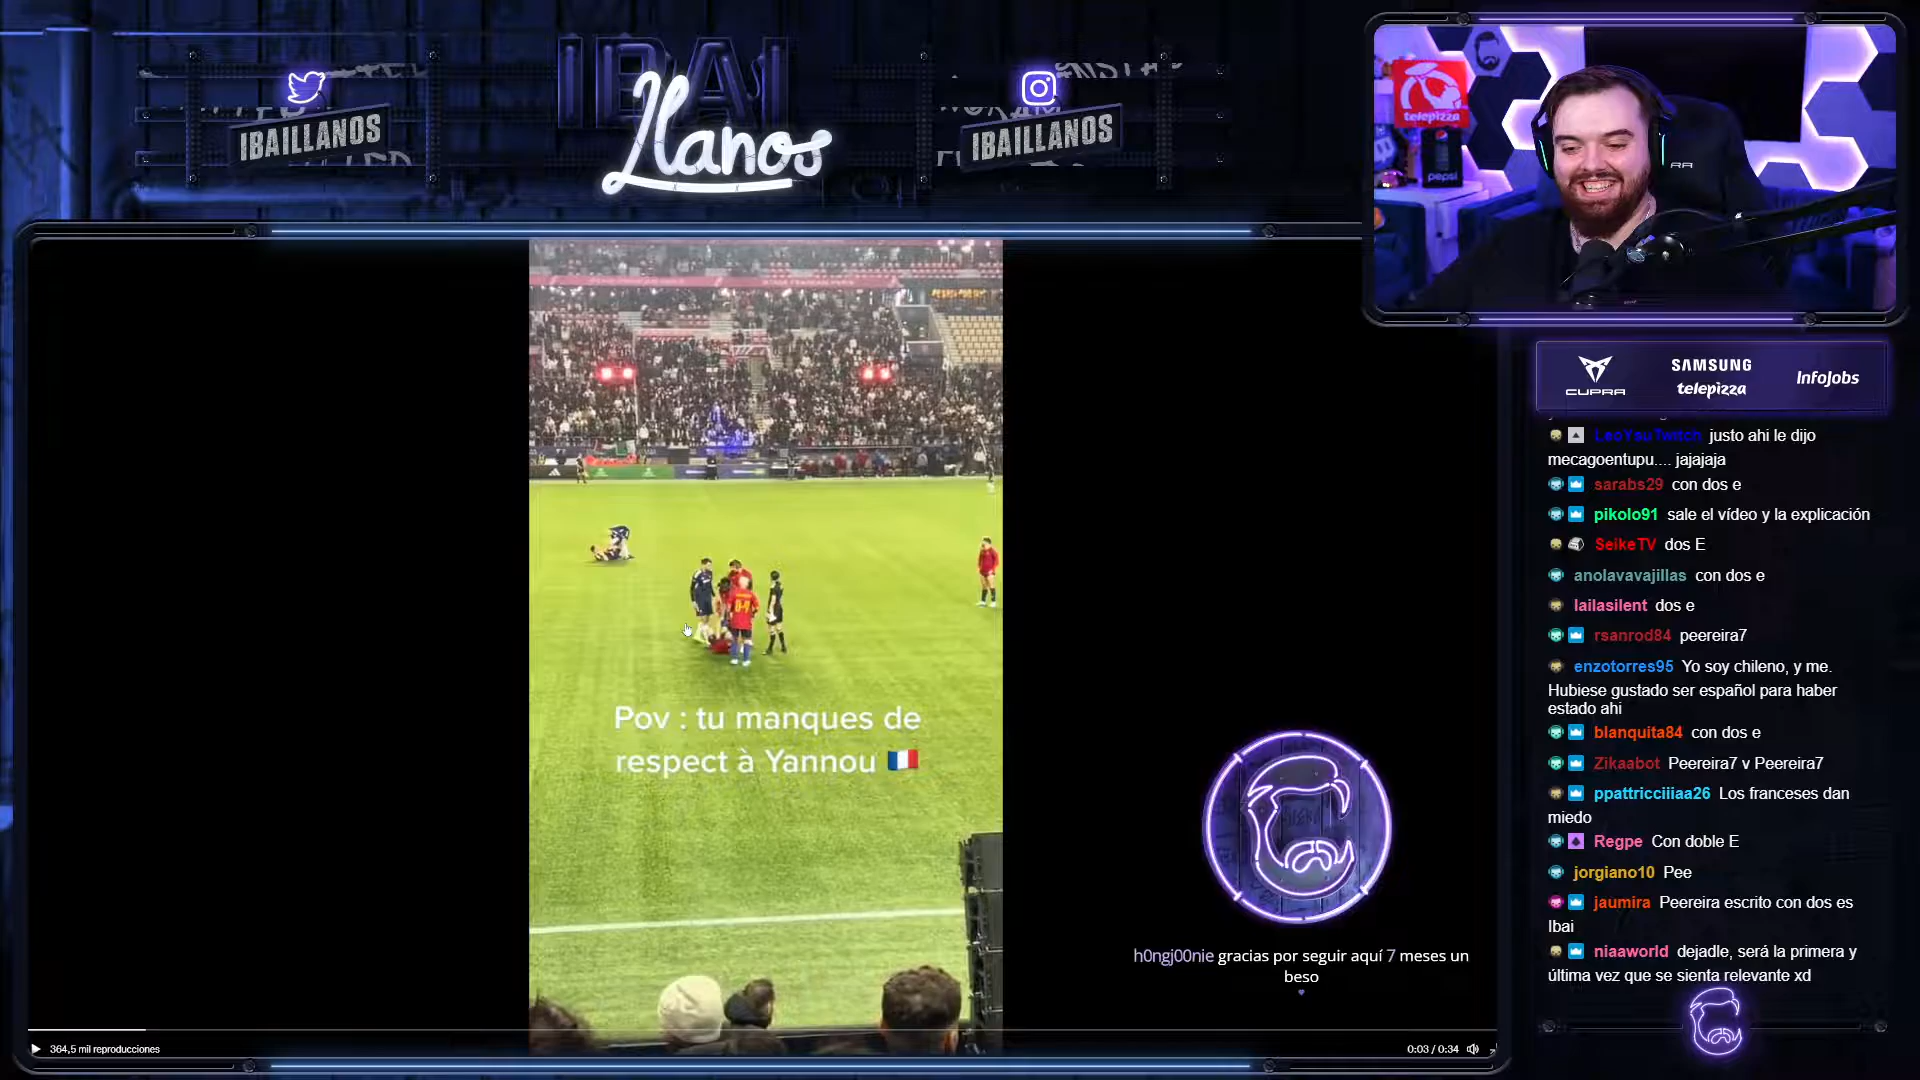 IBAI
Llanos
IBAILLANOS
IBAILLANOS
telepizza
pepsi
CUPRA
SAMSUNG
telepizza
InfoJobs
LeoYsuTwitch justo ahi le dijo
mecagoentupu.... jajajaja
sarabs29 con dos e
pikolo91 sale el vídeo y la explicación
SeikeTV dos E
anolavavajillas con dos e
lailasilent dos e
rsanrod84 peereira7
enzotorres95 Yo soy chileno, y me.
Hubiese gustado ser español para haber
estado ahi
blanquita84 con dos e
Zikaabot Peereira7 v Peereira7
ppattricciiiaa26 Los franceses dan
miedo
Regpe Con doble E
jorgiano10 Pee
jaumira Peereira escrito con dos es
Ibai
niaaworld dejadle, será la primera y
última vez que se sienta relevante xd
Pov : tu manques de
respect à Yannou 🇫🇷
h0ngj00nie gracias por seguir aquí 7 meses un
beso
364,5 mil reproducciones
0:03 / 0:34